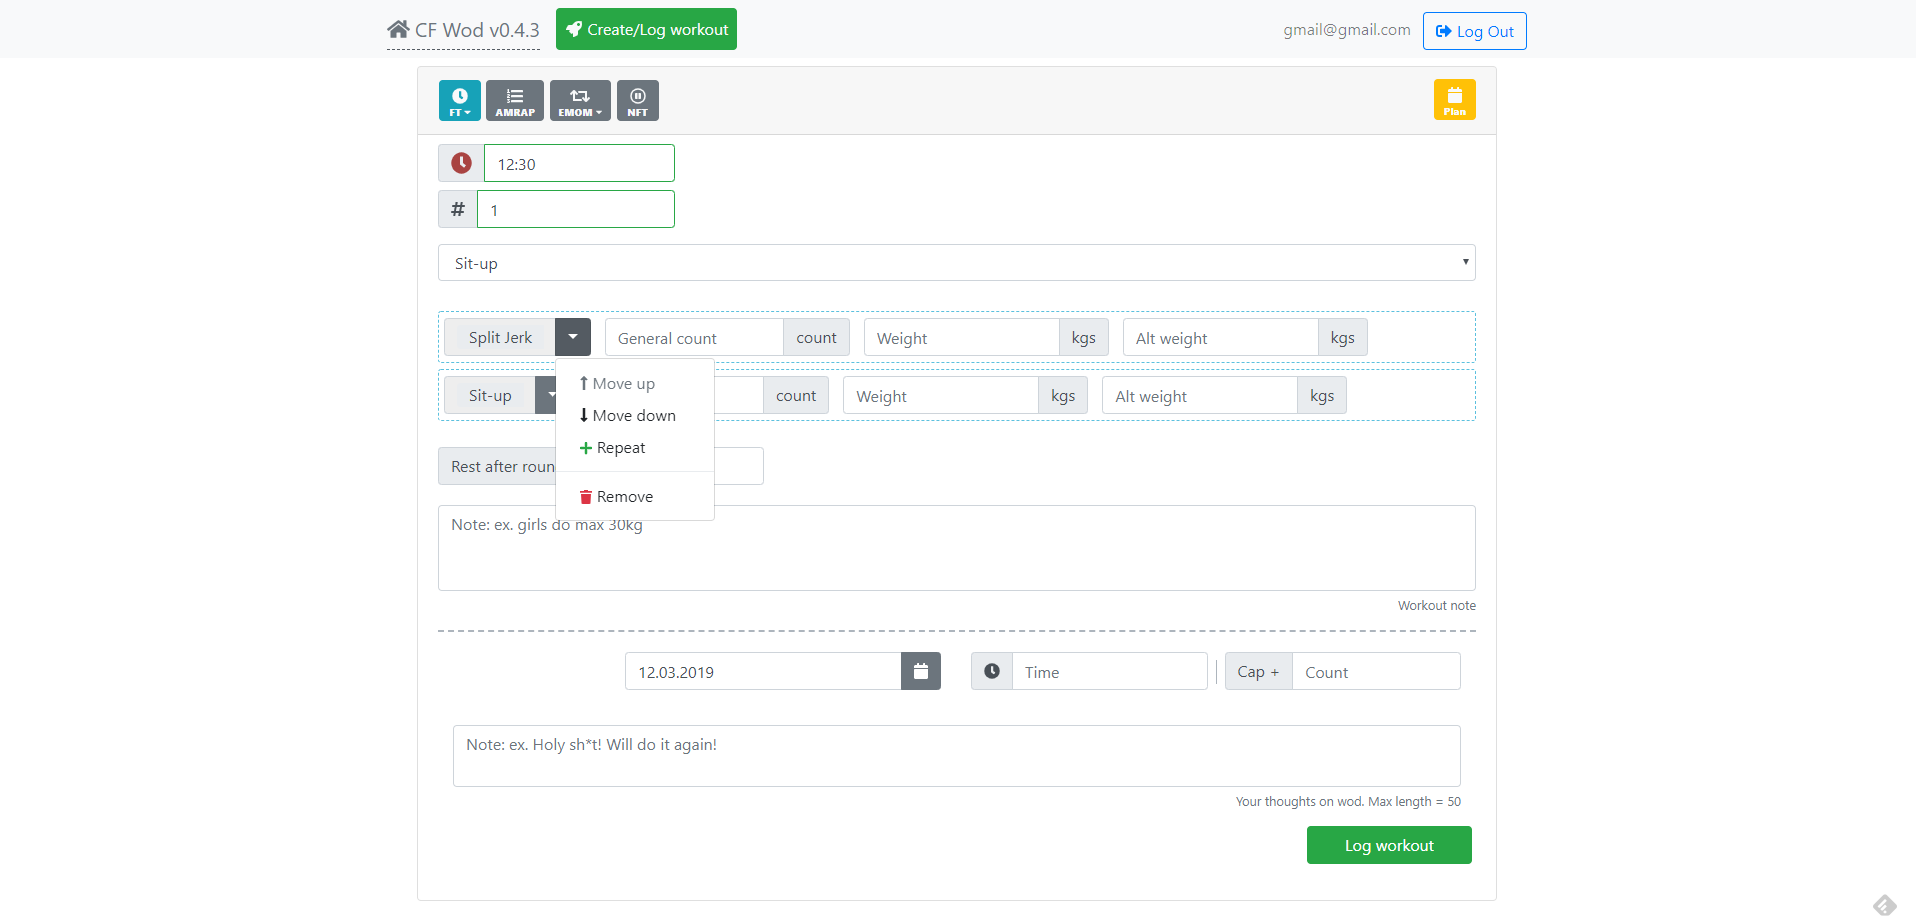 CF Wod v0.4.3
Create/Log workout
gmail@gmail.com
Log Out
FT
AMRAP
EMOM
NFT
Plan
12:30
# 1
Sit-up
Split Jerk
General count
count
Weight
kgs
Alt weight
kgs
Sit-up
count
Weight
kgs
Alt weight
kgs
Move up
Move down
Repeat
Remove
Rest after roun
Note: ex. girls do max 30kg
Workout note
12.03.2019
Time
Cap +
Count
Note: ex. Holy sh*t! Will do it again!
Your thoughts on wod. Max length = 50
Log workout